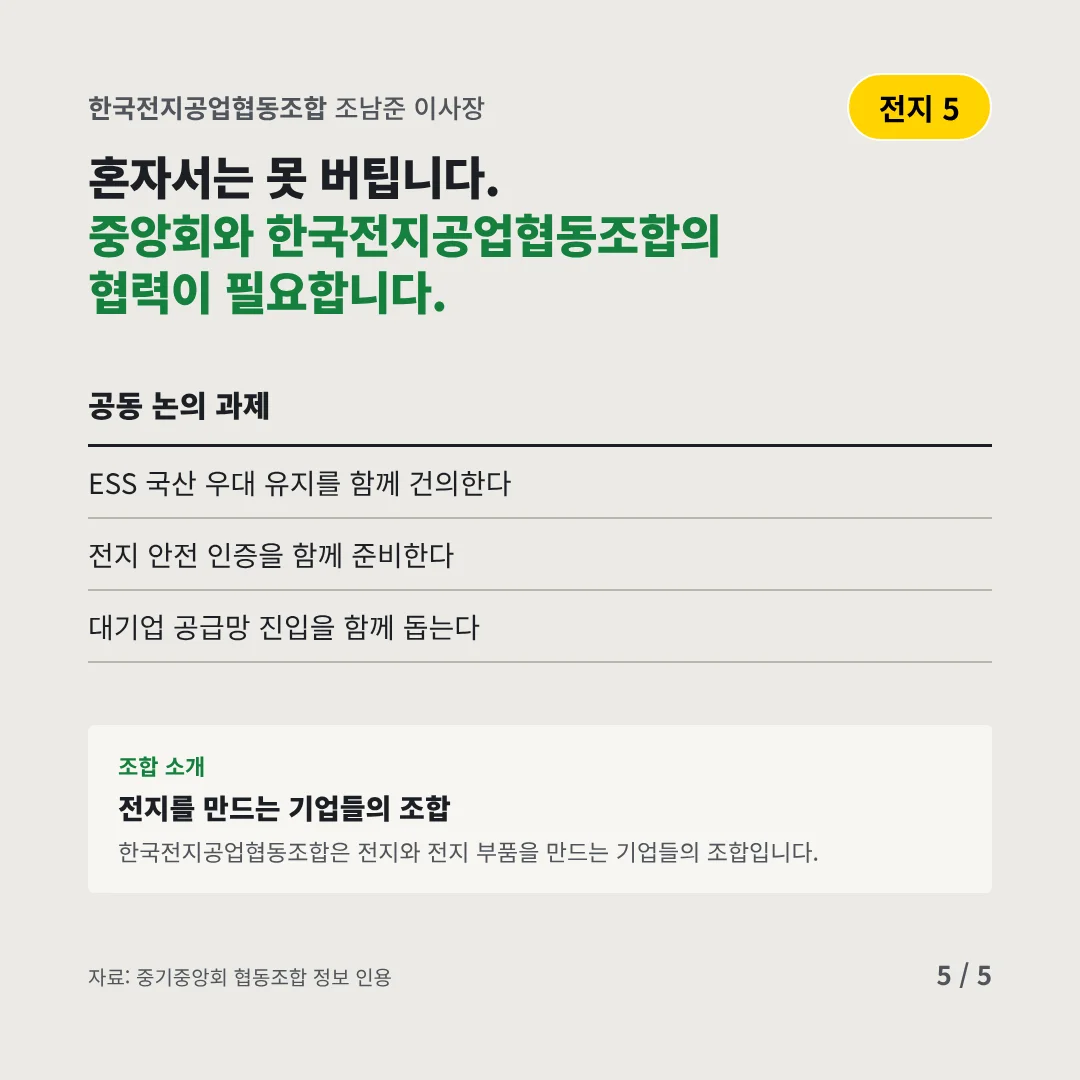 한국전지공업협동조합 조남준 이사장
전지 5
혼자서는 못 버팁니다.
중앙회와 한국전지공업협동조합의
협력이 필요합니다.
공동 논의 과제
ESS 국산 우대 유지를 함께 건의한다
전지 안전 인증을 함께 준비한다
대기업 공급망 진입을 함께 돕는다
조합 소개
전지를 만드는 기업들의 조합
한국전지공업협동조합은 전지와 전지 부품을 만드는 기업들의 조합입니다.
자료: 중기중앙회 협동조합 정보 인용
5 / 5